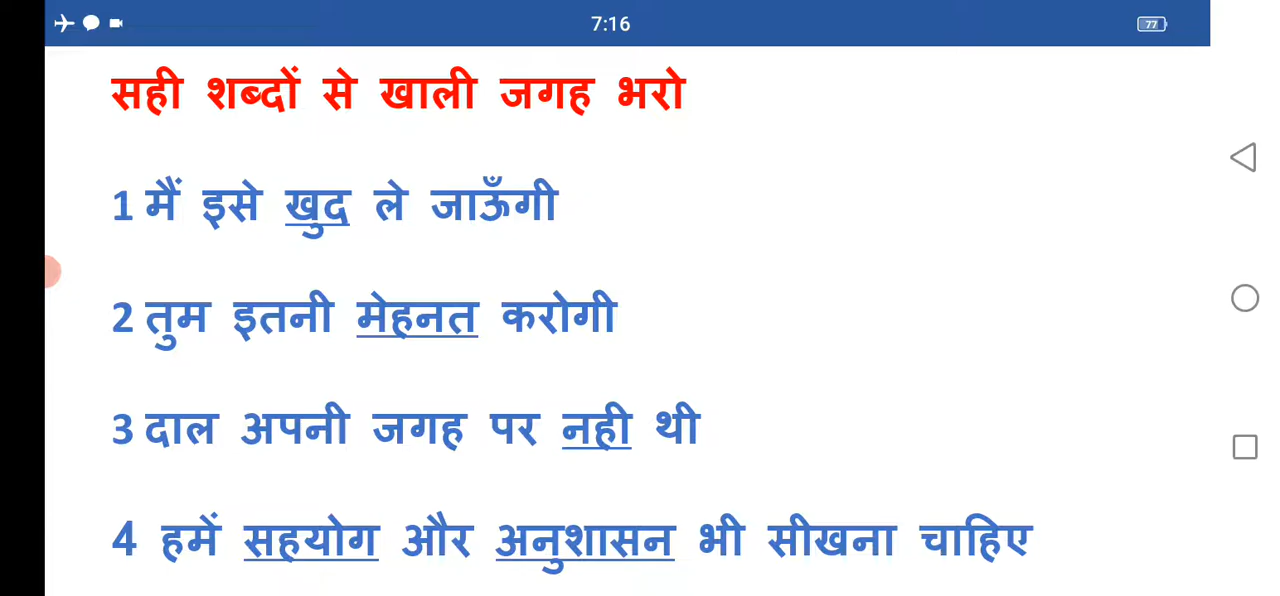 7:16
77
सही शब्दों से खाली जगह भरो
1 मैं इसे खुद ले जाऊँगी
2 तुम इतनी मेहनत करोगी
3 दाल अपनी जगह पर नही थी
4 हमें सहयोग और अनुशासन भी सीखना चाहिए